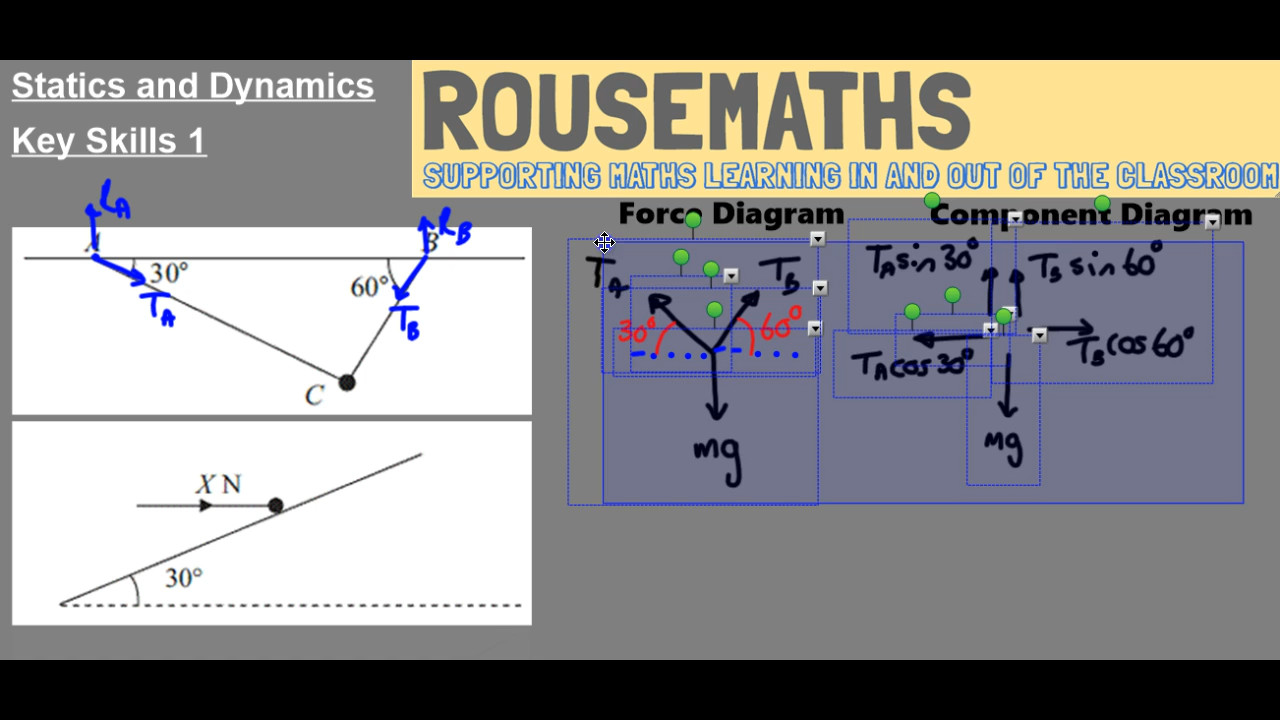 Statics and Dynamics
Key Skills 1
ROUSEMATHS
SUPPORTING MATHS LEARNING IN AND OUT OF THE CLASSROOM
Force Diagram
Component Diagram
R_A
R_B
A
B
30°
60°
T_A
T_B
C
X N
30°
T_A
T_B
30°
60°
mg
T_A sin 30°
T_B sin 60°
T_A cos 30°
T_B cos 60°
mg